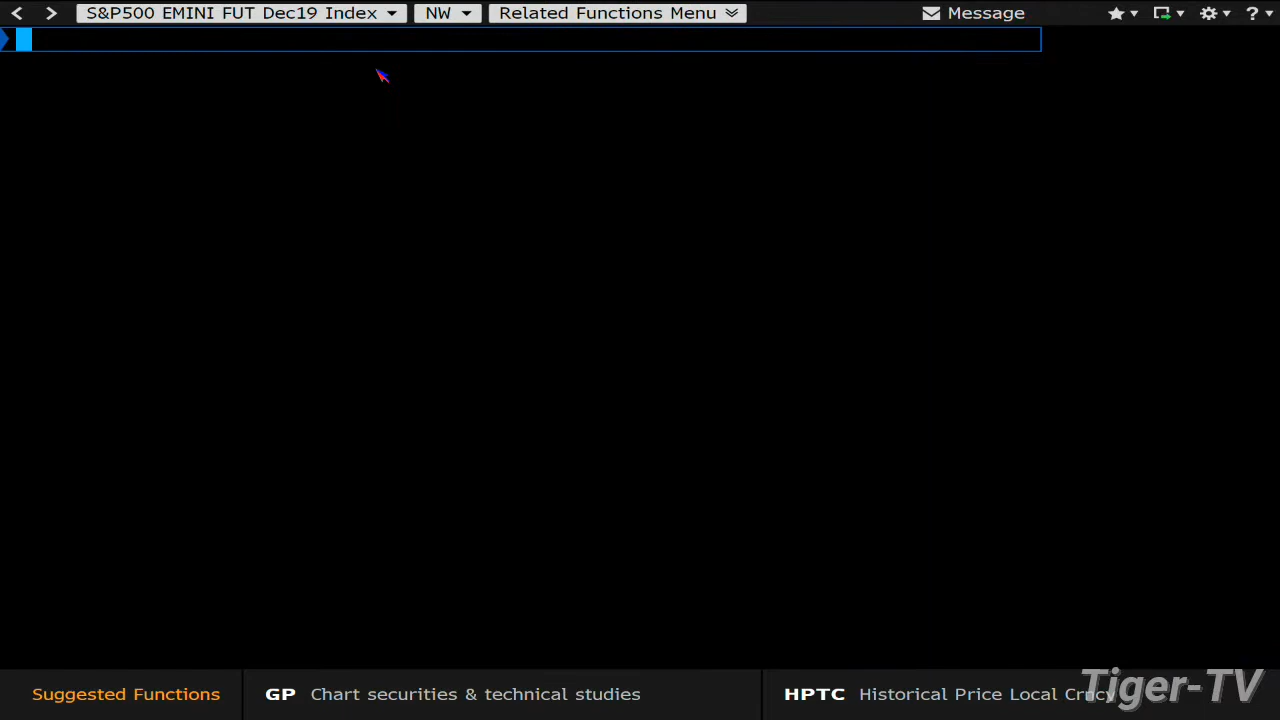 S&P500 EMINI FUT Dec19 Index NW Related Functions Menu Message ?
Suggested Functions GP Chart securities & technical studies HPTC Historical Price Local Crncy
Tiger-TV